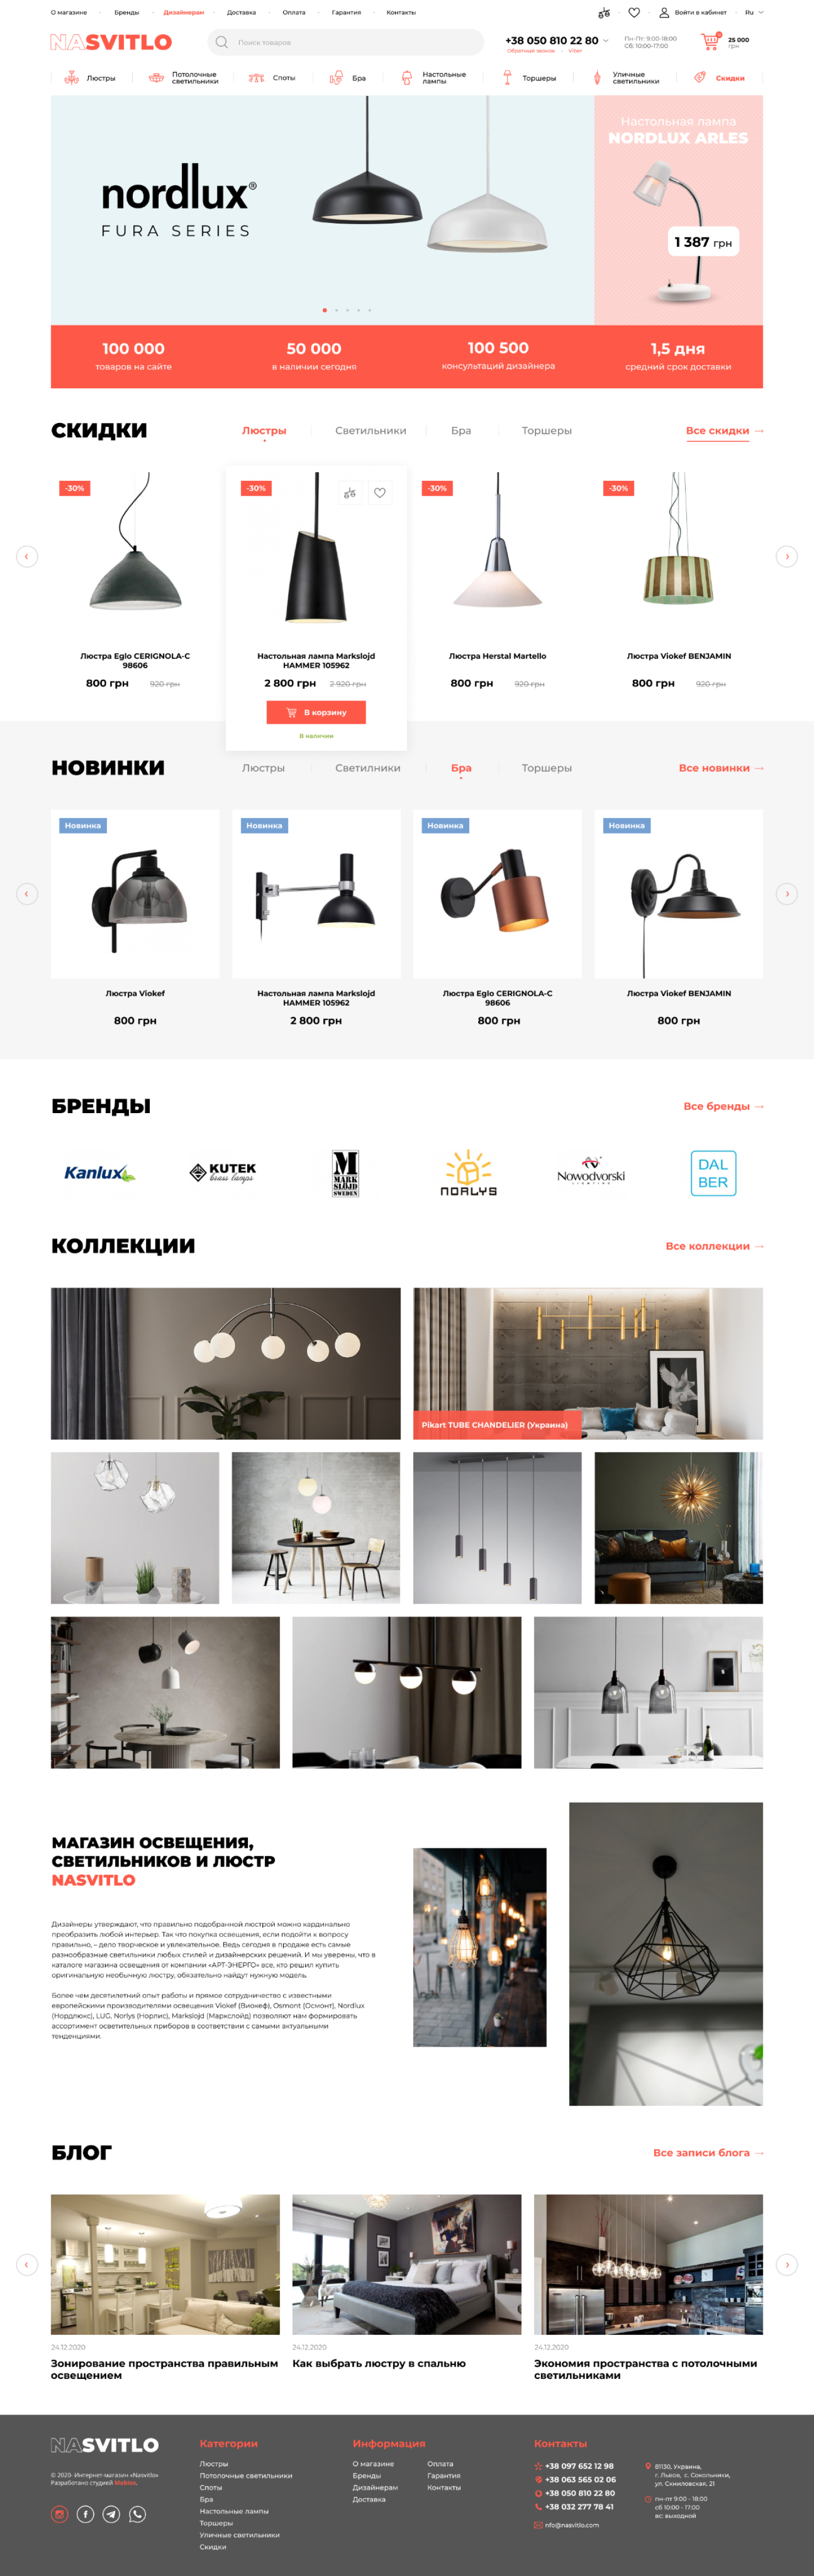 О магазине
Бренды
Дизайнерам
Доставка
Оплата
Гарантия
Контакты
Войти в кабинет
Ru
NASVITLO
Поиск товаров
+38 050 810 22 80
Обратный звонок
Viber
Пн-Пт: 9:00-18:00
Сб: 10:00-17:00
25 000
грн
Люстры
Потолочные
светильники
Споты
Бра
Настольные
лампы
Торшеры
Уличные
светильники
Скидки
nordlux®
FURA SERIES
Настольная лампа
NORDLUX ARLES
1 387 грн
100 000
товаров на сайте
50 000
в наличии сегодня
100 500
консультаций дизайнера
1,5 дня
средний срок доставки
СКИДКИ
Люстры
Светильники
Бра
Торшеры
Все скидки →
-30%
-30%
-30%
-30%
Люстра Eglo CERIGNOLA-C
98606
800 грн 920 грн
Настольная лампа Markslojd
HAMMER 105962
2 800 грн 2 920 грн
В корзину
В наличии
Люстра Herstal Martello
800 грн 920 грн
Люстра Viokef BENJAMIN
800 грн 920 грн
НОВИНКИ
Люстры
Светилники
Бра
Торшеры
Все новинки →
Новинка
Новинка
Новинка
Новинка
Люстра Viokef
800 грн
Настольная лампа Markslojd
HAMMER 105962
2 800 грн
Люстра Eglo CERIGNOLA-C
98606
800 грн
Люстра Viokef BENJAMIN
800 грн
БРЕНДЫ
Все бренды →
Kanlux
KUTEK
brass lamps
M
MARK
SLÖJD
SWEDEN
NORLYS
Nowodvorski
LIGHTING
DAL
BER
КОЛЛЕКЦИИ
Все коллекции →
Pikart TUBE CHANDELIER (Украина)
МАГАЗИН ОСВЕЩЕНИЯ,
СВЕТИЛЬНИКОВ И ЛЮСТР
NASVITLO
Дизайнеры утверждают, что правильно подобранной люстрой можно кардинально
преобразить любой интерьер. Так что покупка освещения, если подойти к вопросу
правильно, – дело творческое и увлекательное. Ведь сегодня в продаже есть самые
разнообразные светильники любых стилей и дизайнерских решений. И мы уверены, что в
каталоге магазина освещения от компании «АРТ-ЭНЕРГО» все, кто решил купить
оригинальную необычную люстру, обязательно найдут нужную модель.
Более чем десятилетний опыт работы и прямое сотрудничество с известными
европейскими производителями освещения Viokef (Виокеф), Osmont (Осмонт), Nordlux
(Нордлюкс), LUG, Norlys (Норлис), Markslojd (Маркслойд) позволяют нам формировать
ассортимент осветительных приборов в соответствии с самыми актуальными
тенденциями.
БЛОГ
Все записи блога →
24.12.2020
Зонирование пространства правильным
освещением
24.12.2020
Как выбрать люстру в спальню
24.12.2020
Экономия пространства с потолочными
светильниками
NASVITLO
© 2020- Интернет-магазин «Nasvitlo»
Разработано студией Mobios.
Категории
Люстры
Потолочные светильники
Споты
Бра
Настольные лампы
Торшеры
Уличные светильники
Скидки
Информация
О магазине
Бренды
Дизайнерам
Доставка
Оплата
Гарантия
Контакты
Контакты
+38 097 652 12 98
+38 063 565 02 06
+38 050 810 22 80
+38 032 277 78 41
nfo@nasvitlo.com
81130, Украина,
г. Львов, с. Сокольники,
ул. Скниловская, 21
пн-пт 9:00 - 18:00
сб 10:00 - 17:00
вс: выходной